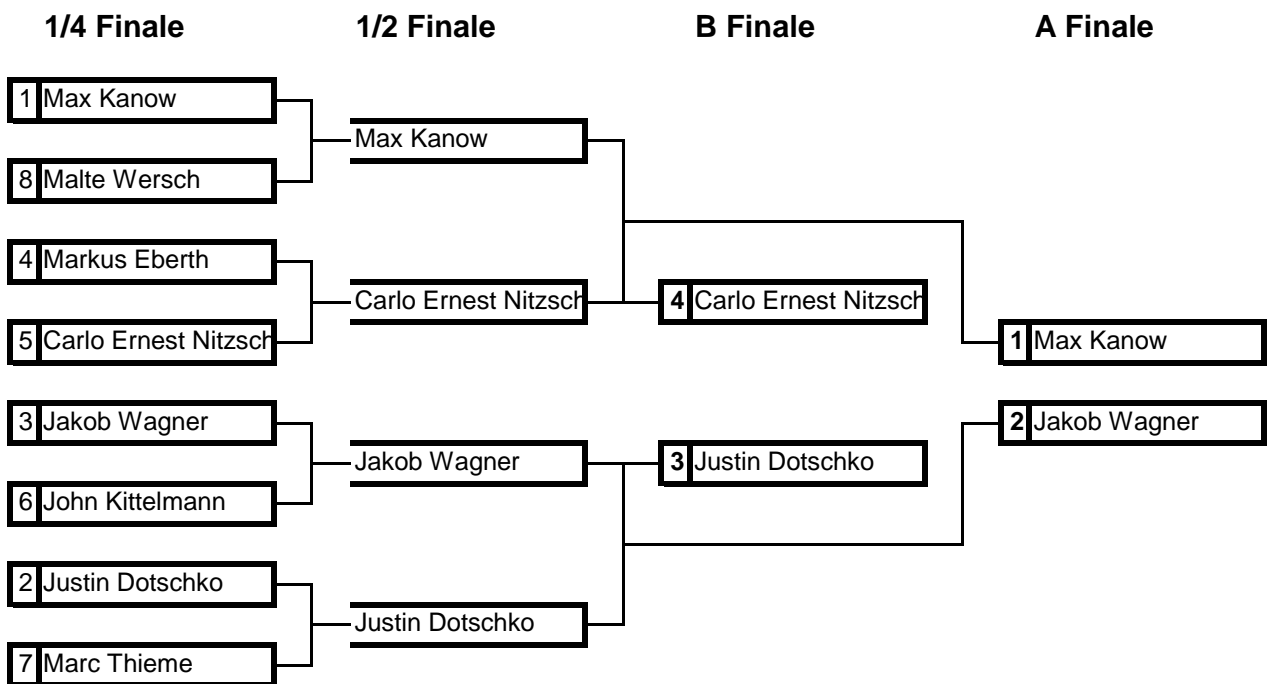 1/4 Finale 1/2 Finale B Finale A Finale
1 Max Kanow
Max Kanow
8 Malte Wersch
4 Markus Eberth
Carlo Ernest Nitzsch 4 Carlo Ernest Nitzsch
5 Carlo Ernest Nitzsch
1 Max Kanow
3 Jakob Wagner
2 Jakob Wagner
Jakob Wagner 3 Justin Dotschko
6 John Kittelmann
2 Justin Dotschko
Justin Dotschko
7 Marc Thieme